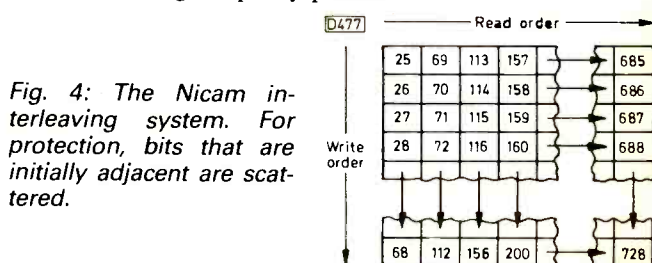 D477
Read order
Fig. 4: The Nicam in-
terleaving system. For
protection, bits that are
initially adjacent are scat-
tered.
Write
order
25 69 113 157 685
26 70 114 158 686
27 71 115 159 687
28 72 116 160 688
68 112 156 200 728